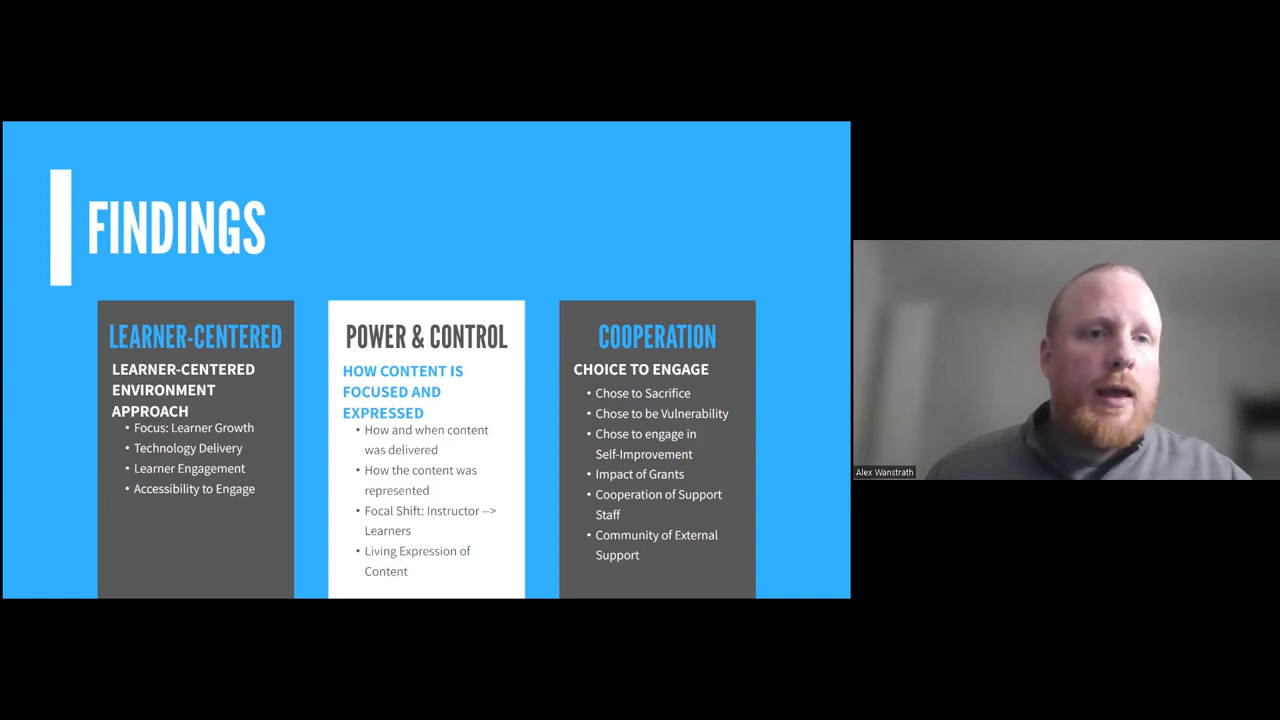 FINDINGS
LEARNER-CENTERED
LEARNER-CENTERED
ENVIRONMENT
APPROACH
• Focus: Learner Growth
• Technology Delivery
• Learner Engagement
• Accessibility to Engage
POWER & CONTROL
HOW CONTENT IS
FOCUSED AND
EXPRESSED
• How and when content
was delivered
• How the content was
represented
• Focal Shift: Instructor -->
Learners
• Living Expression of
Content
COOPERATION
CHOICE TO ENGAGE
• Chose to Sacrifice
• Chose to be Vulnerability
• Chose to engage in
Self-Improvement
• Impact of Grants
• Cooperation of Support
Staff
• Community of External
Support
Alex Wanstrath